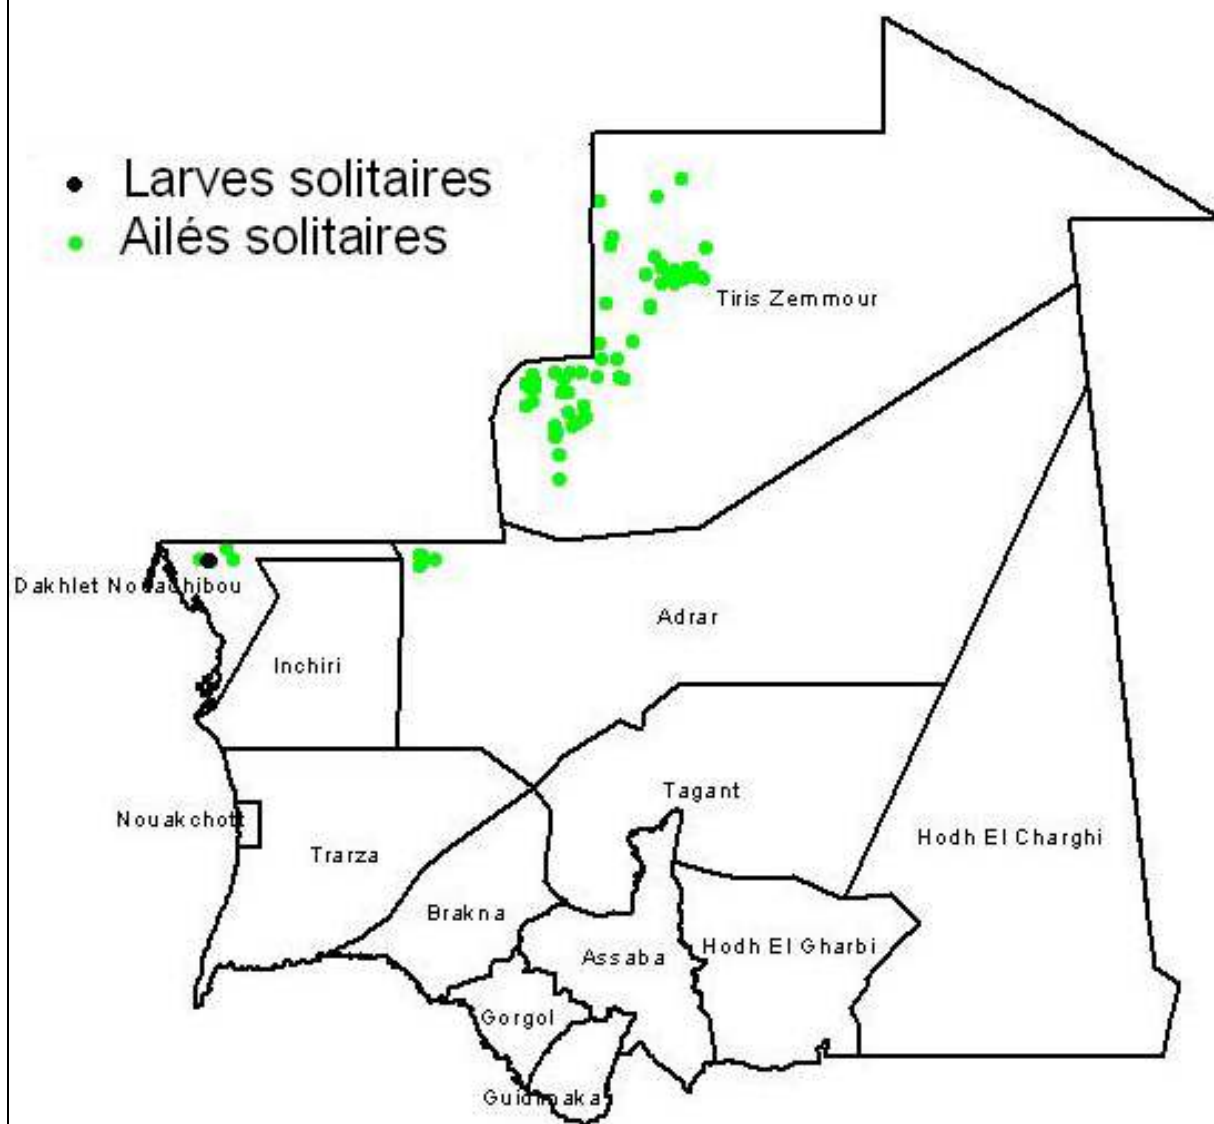 Larves solitaires
Ailés solitaires
Tiris Zemmour
Dakhlet Nouadhibou
Adrar
Inchiri
Tagant
Nouakchott
Hodh El Charghi
Trarza
Brakna
Hodh El Gharbi
Assaba
Gorgol
Guidimaka